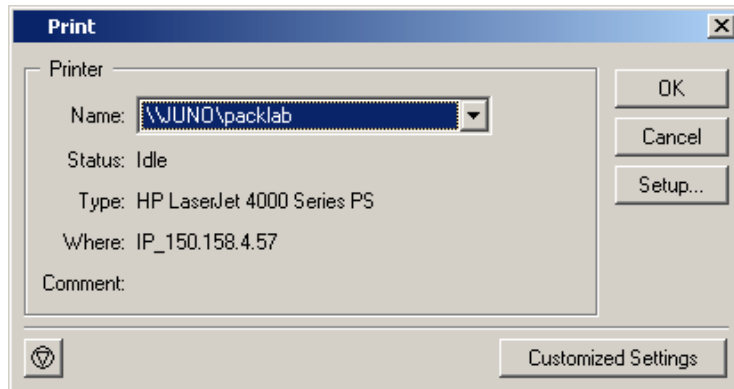 Print
Printer
Name: \\JUNO\packlab
Status: Idle
Type: HP LaserJet 4000 Series PS
Where: IP_150.158.4.57
Comment:
OK
Cancel
Setup...
Customized Settings